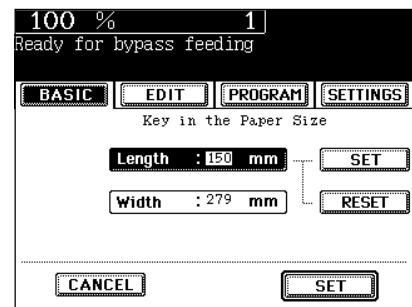 100 % 1
Ready for bypass feeding
BASIC EDIT PROGRAM SETTINGS
Key in the Paper Size
Length : 150 mm SET
Width : 279 mm RESET
CANCEL SET